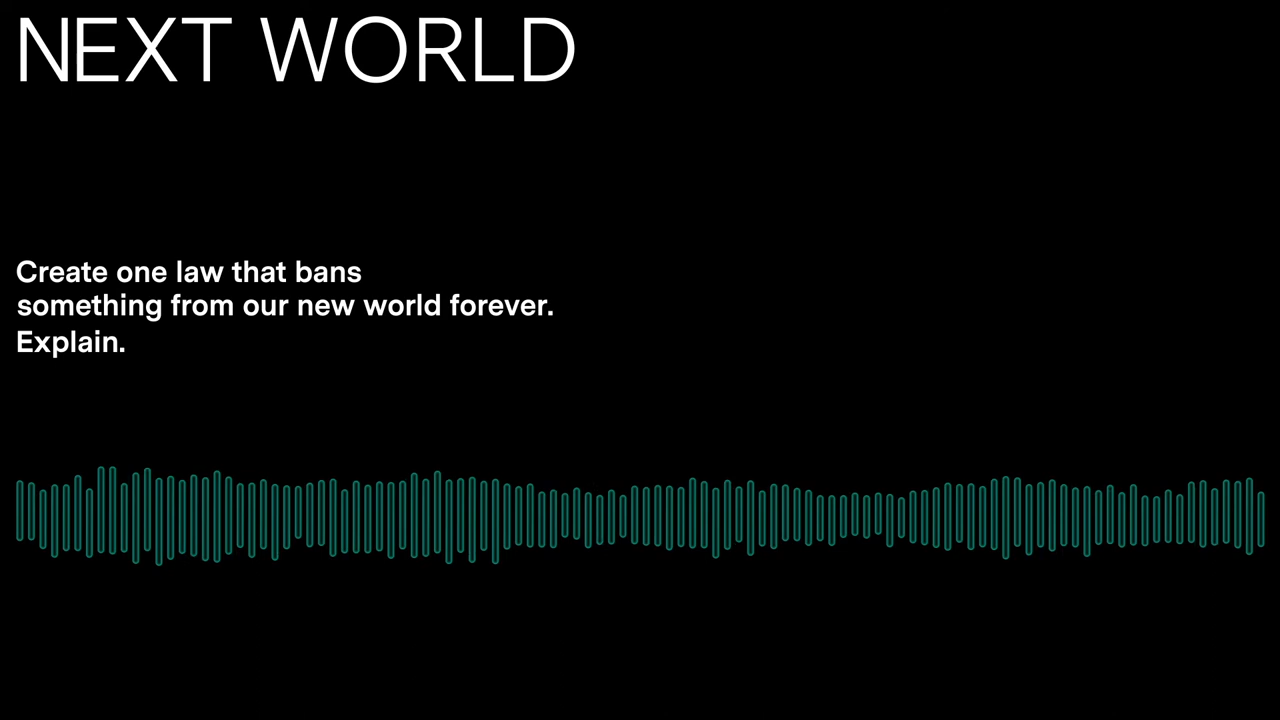 NEXT WORLD
Create one law that bans
something from our new world forever.
Explain.